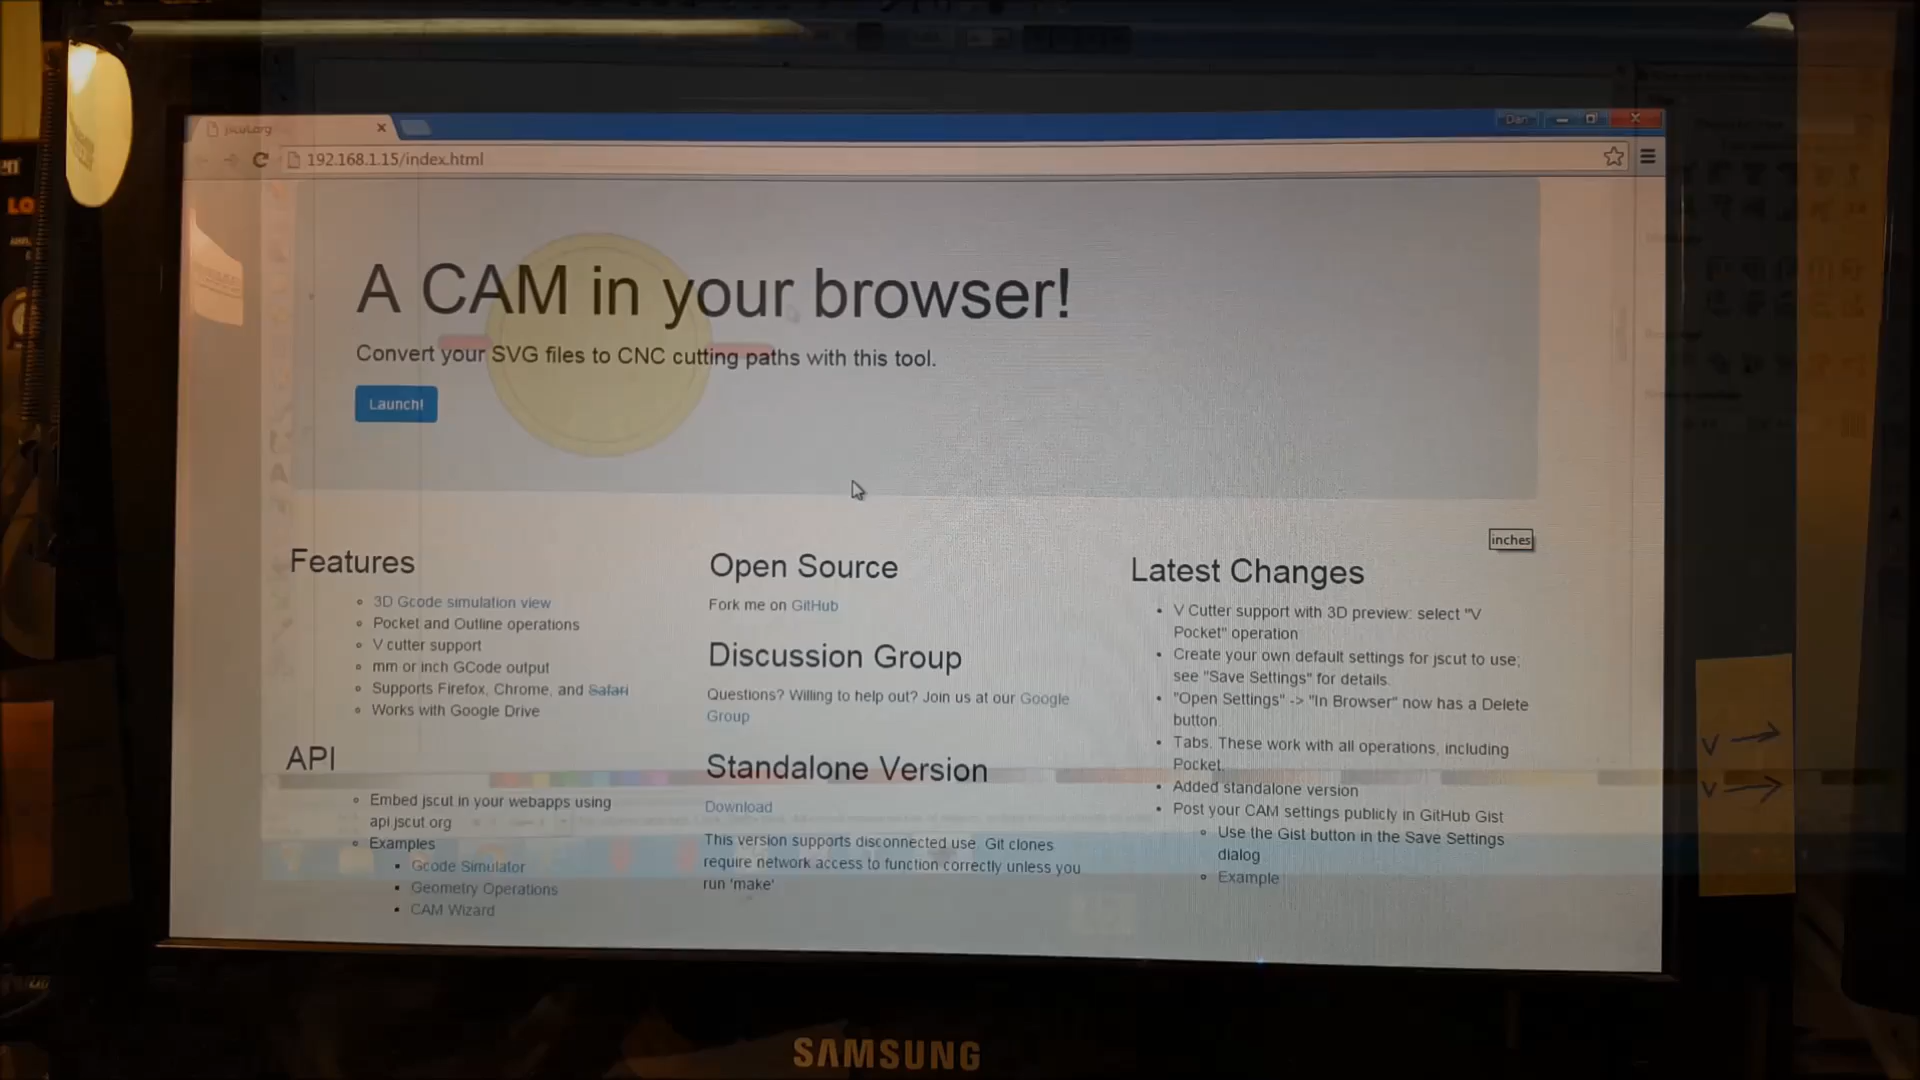 jscut.org
Dan
192.168.1.15/index.html
A CAM in your browser!
Convert your SVG files to CNC cutting paths with this tool.
Launch!
inches
Features
3D Gcode simulation view
Pocket and Outline operations
V cutter support
mm or inch GCode output
Supports Firefox, Chrome, and Safari
Works with Google Drive
API
Embed jscut in your webapps using
api.jscut.org
Examples
Gcode Simulator
Geometry Operations
CAM Wizard
Open Source
Fork me on GitHub
Discussion Group
Questions? Willing to help out? Join us at our Google
Group
Standalone Version
Download
This version supports disconnected use. Git clones
require network access to function correctly unless you
run 'make'
Latest Changes
V Cutter support with 3D preview: select "V
Pocket" operation
Create your own default settings for jscut to use;
see "Save Settings" for details.
"Open Settings" -> "In Browser" now has a Delete
button.
Tabs. These work with all operations, including
Pocket.
Added standalone version
Post your CAM settings publicly in GitHub Gist
Use the Gist button in the Save Settings
dialog
Example
V →
V →
SAMSUNG